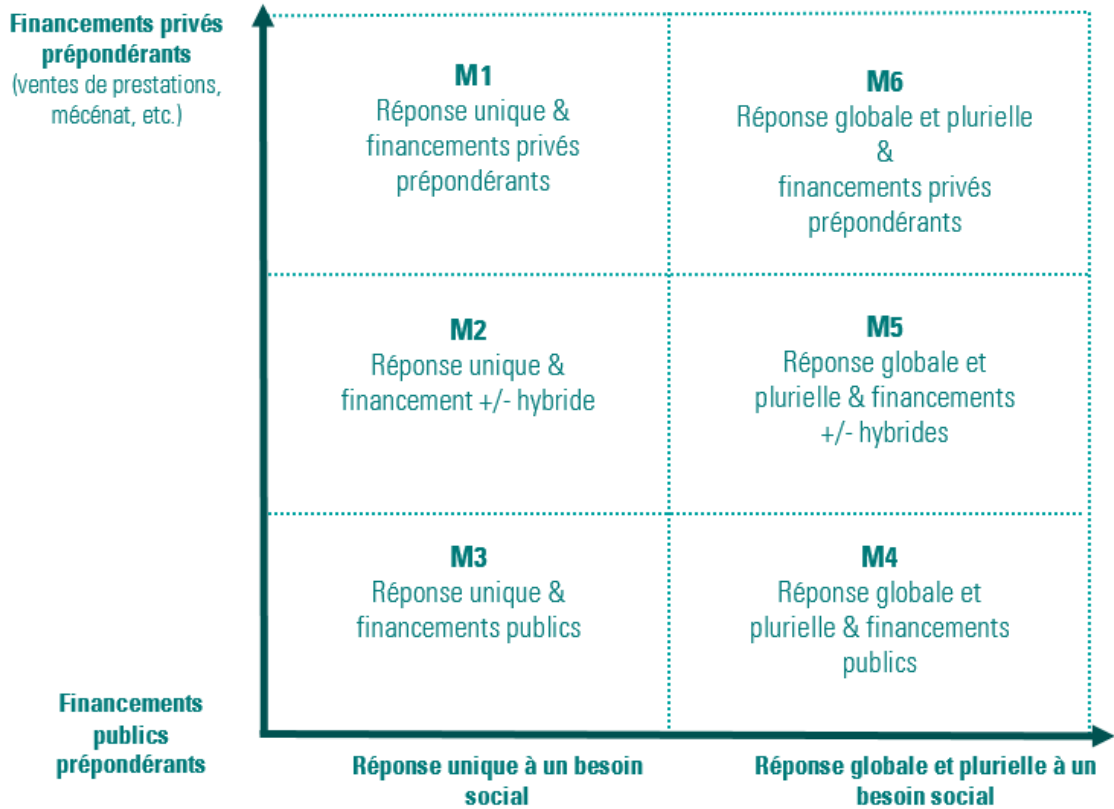 Financements privés
prépondérants
(ventes de prestations,
mécénat, etc.)
M1
Réponse unique &
financements privés
prépondérants
M6
Réponse globale et plurielle
&
financements privés
prépondérants
M2
Réponse unique &
financement +/- hybride
M5
Réponse globale et
plurielle & financements
+/- hybrides
M3
Réponse unique &
financements publics
M4
Réponse globale et
plurielle & financements
publics
Financements
publics
prépondérants
Réponse unique à un besoin
social
Réponse globale et plurielle à un
besoin social